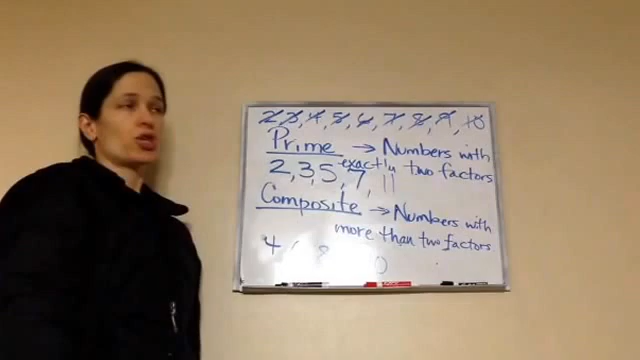 2, 3, 4, 5, 6, 7, 8, 9, 10
Prime → Numbers with
exactly two factors
2, 3, 5, 7, 11
Composite → Numbers with
more than two factors
4, 6, 8 10